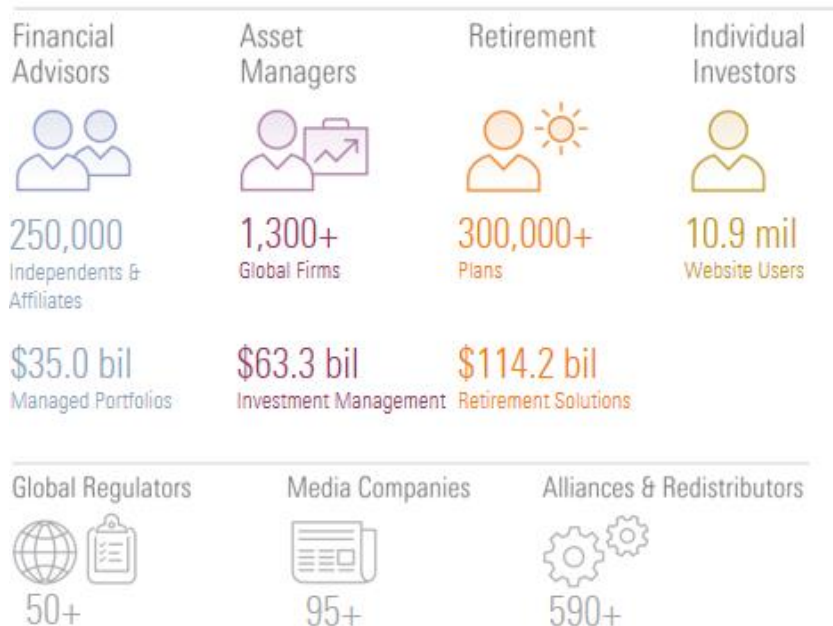 Financial
Advisors
Asset
Managers
Retirement
Individual
Investors
250,000
Independents &
Affiliates
1,300+
Global Firms
300,000+
Plans
10.9 mil
Website Users
$35.0 bil
Managed Portfolios
$63.3 bil
Investment Management
$114.2 bil
Retirement Solutions
Global Regulators
Media Companies
Alliances & Redistributors
50+
95+
590+